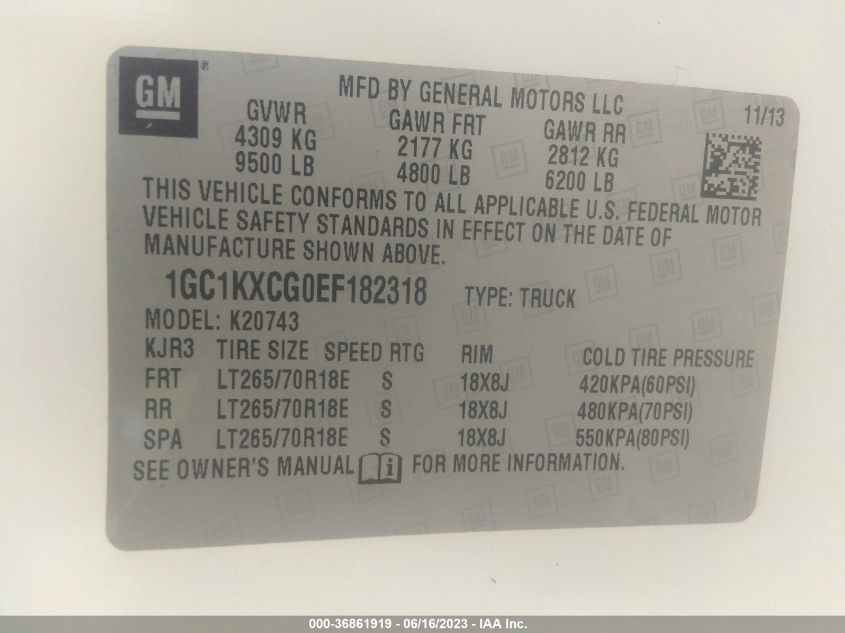 GM ®
MFD BY GENERAL MOTORS LLC
11/13
GVWR GAWR FRT GAWR RR
4309 KG 2177 KG 2812 KG
9500 LB 4800 LB 6200 LB
THIS VEHICLE CONFORMS TO ALL APPLICABLE U.S. FEDERAL MOTOR
VEHICLE SAFETY STANDARDS IN EFFECT ON THE DATE OF
MANUFACTURE SHOWN ABOVE.
1GC1KXCG0EF182318 TYPE: TRUCK
MODEL: K20743
KJR3 TIRE SIZE SPEED RTG RIM COLD TIRE PRESSURE
FRT LT265/70R18E S 18X8J 420KPA(60PSI)
RR LT265/70R18E S 18X8J 480KPA(70PSI)
SPA LT265/70R18E S 18X8J 550KPA(80PSI)
SEE OWNER'S MANUAL i FOR MORE INFORMATION.
000-36861919 - 06/16/2023 - IAA Inc.